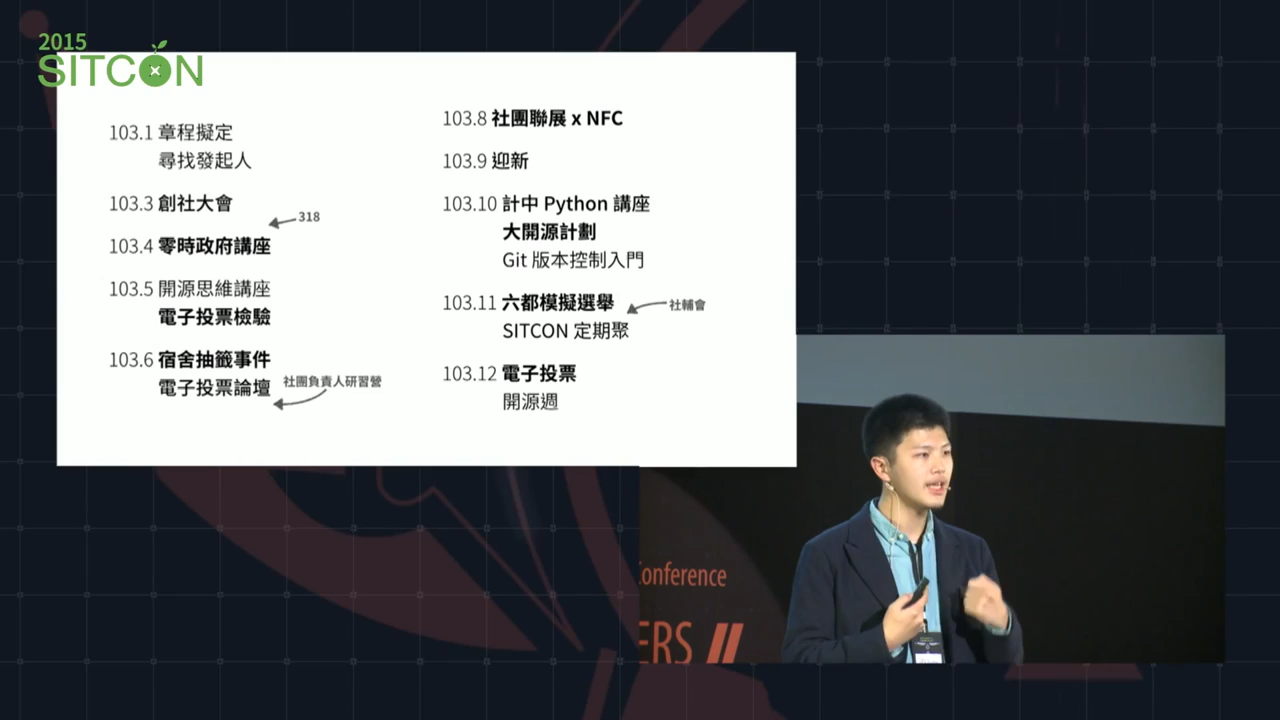 2015
SITCON
103.1 章程擬定
尋找發起人
103.3 創社大會
318
103.4 零時政府講座
103.5 開源思維講座
電子投票檢驗
103.6 宿舍抽籤事件
電子投票論壇
社團負責人研習營
103.8 社團聯展 x NFC
103.9 迎新
103.10 計中 Python 講座
大開源計劃
Git 版本控制入門
103.11 六都模擬選舉
社輔會
SITCON 定期聚
103.12 電子投票
開源週
Conference
ERS //